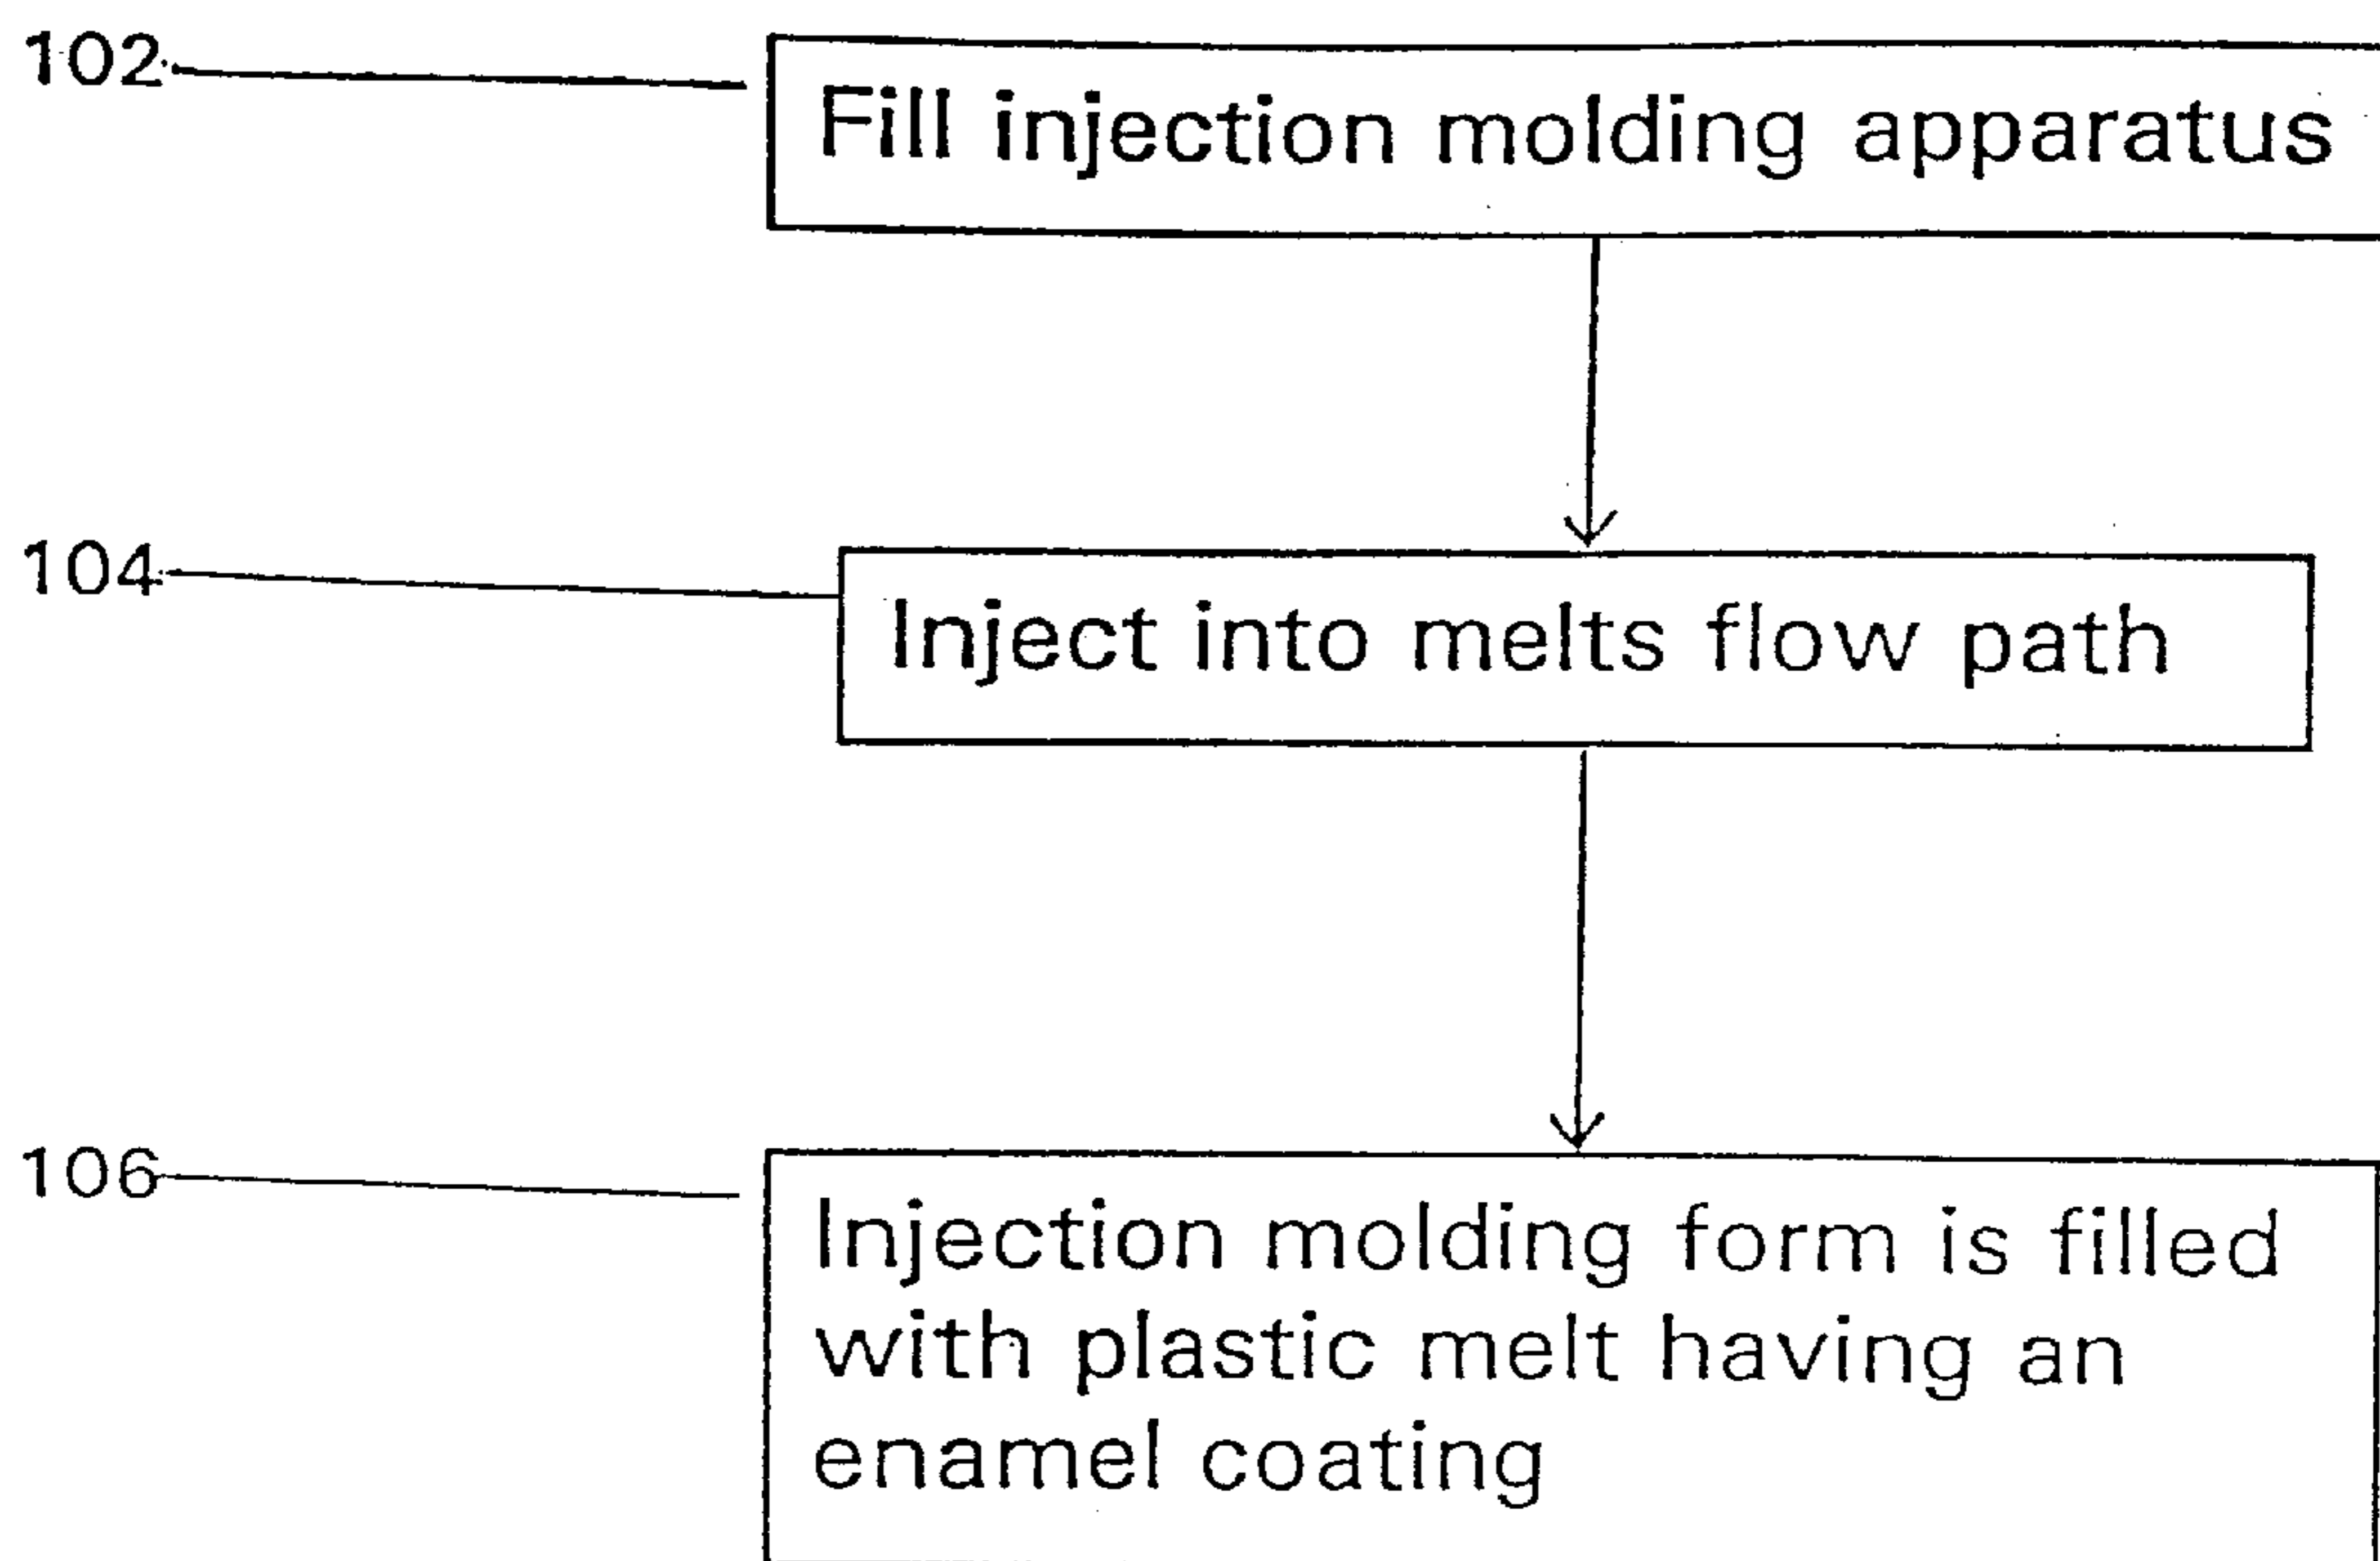 102
Fill injection molding apparatus
104
Inject into melts flow path
106
Injection molding form is filled
with plastic melt having an
enamel coating